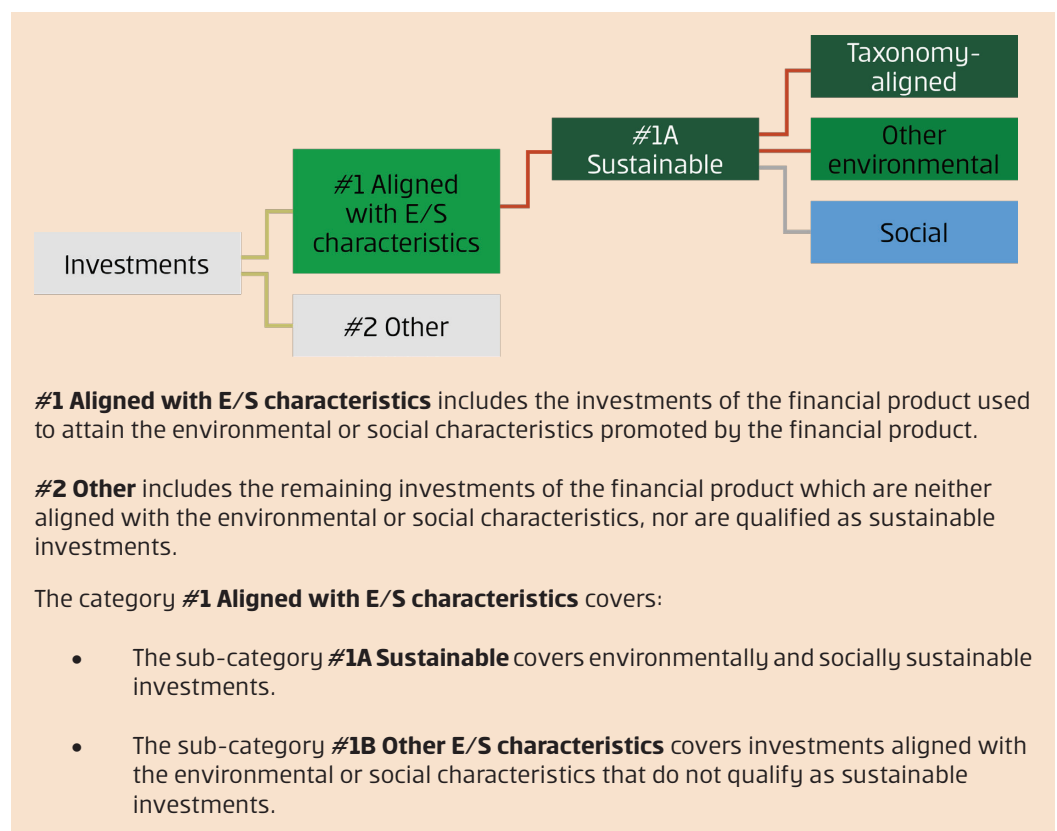 Taxonomy-
aligned
#1A
Sustainable
Other
environmental
#1 Aligned
with E/S
characteristics
Social
Investments
#2 Other
#1 Aligned with E/S characteristics includes the investments of the financial product used
to attain the environmental or social characteristics promoted by the financial product.
#2 Other includes the remaining investments of the financial product which are neither
aligned with the environmental or social characteristics, nor are qualified as sustainable
investments.
The category #1 Aligned with E/S characteristics covers:
• The sub-category #1A Sustainable covers environmentally and socially sustainable
investments.
• The sub-category #1B Other E/S characteristics covers investments aligned with
the environmental or social characteristics that do not qualify as sustainable
investments.